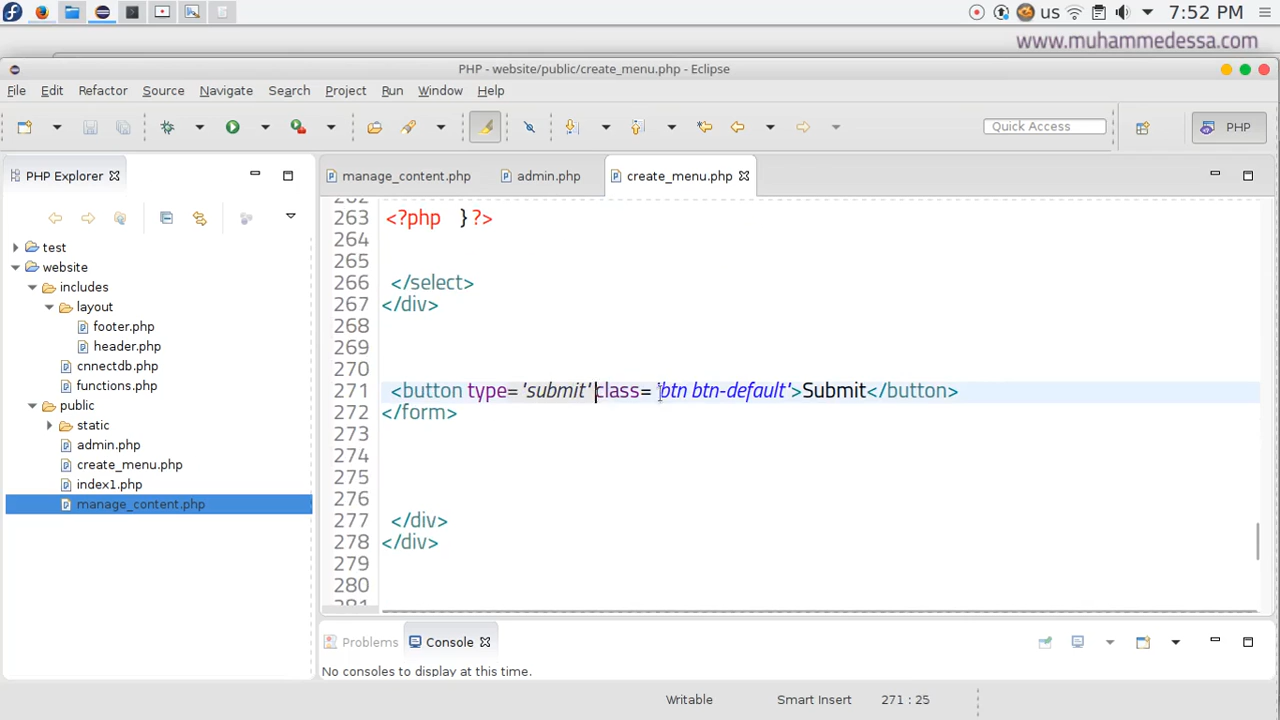 us
7:52 PM
www.muhammedessa.com
PHP - website/public/create_menu.php - Eclipse
File Edit Refactor Source Navigate Search Project Run Window Help
Quick Access
PHP
PHP Explorer
manage_content.php admin.php create_menu.php
test
website
includes
layout
footer.php
header.php
cnnectdb.php
functions.php
public
static
admin.php
create_menu.php
index1.php
manage_content.php
262
263 <?php } ?>
264
265
266 </select>
267 </div>
268
269
270
271 <button type='submit' class='btn btn-default'>Submit</button>
272 </form>
273
274
275
276
277 </div>
278 </div>
279
280
281
Problems Console
No consoles to display at this time.
Writable Smart Insert 271 : 25